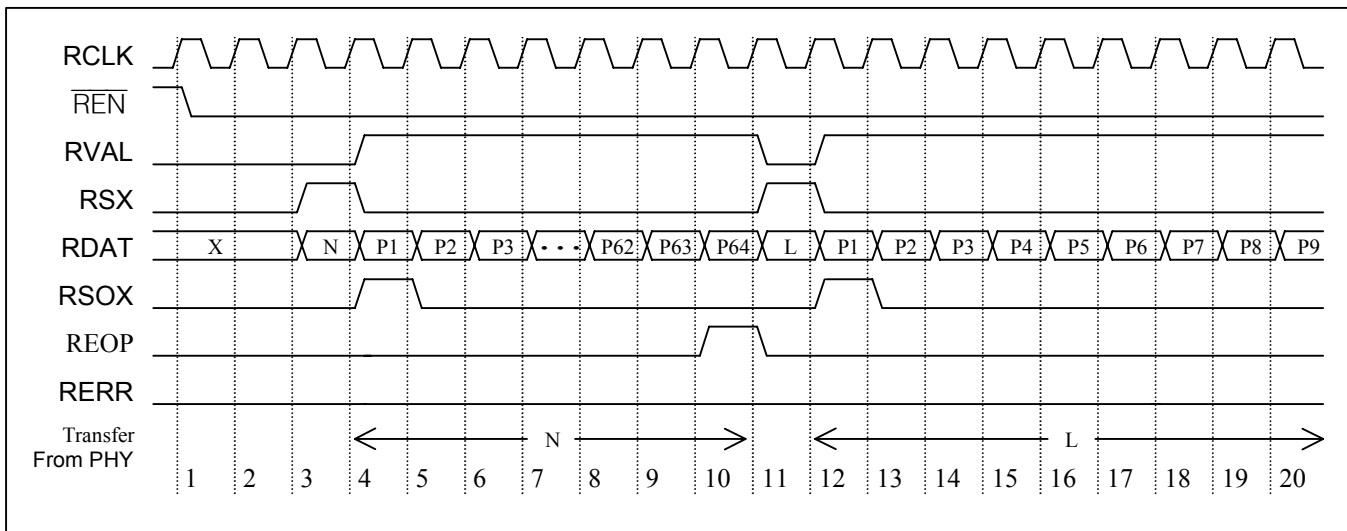 RCLK
REN
RVAL
RSX
RDAT X N P1 P2 P3 • • • P62 P63 P64 L P1 P2 P3 P4 P5 P6 P7 P8 P9
RSOX
REOP
RERR
Transfer N L
From PHY
1 2 3 4 5 6 7 8 9 10 11 12 13 14 15 16 17 18 19 20